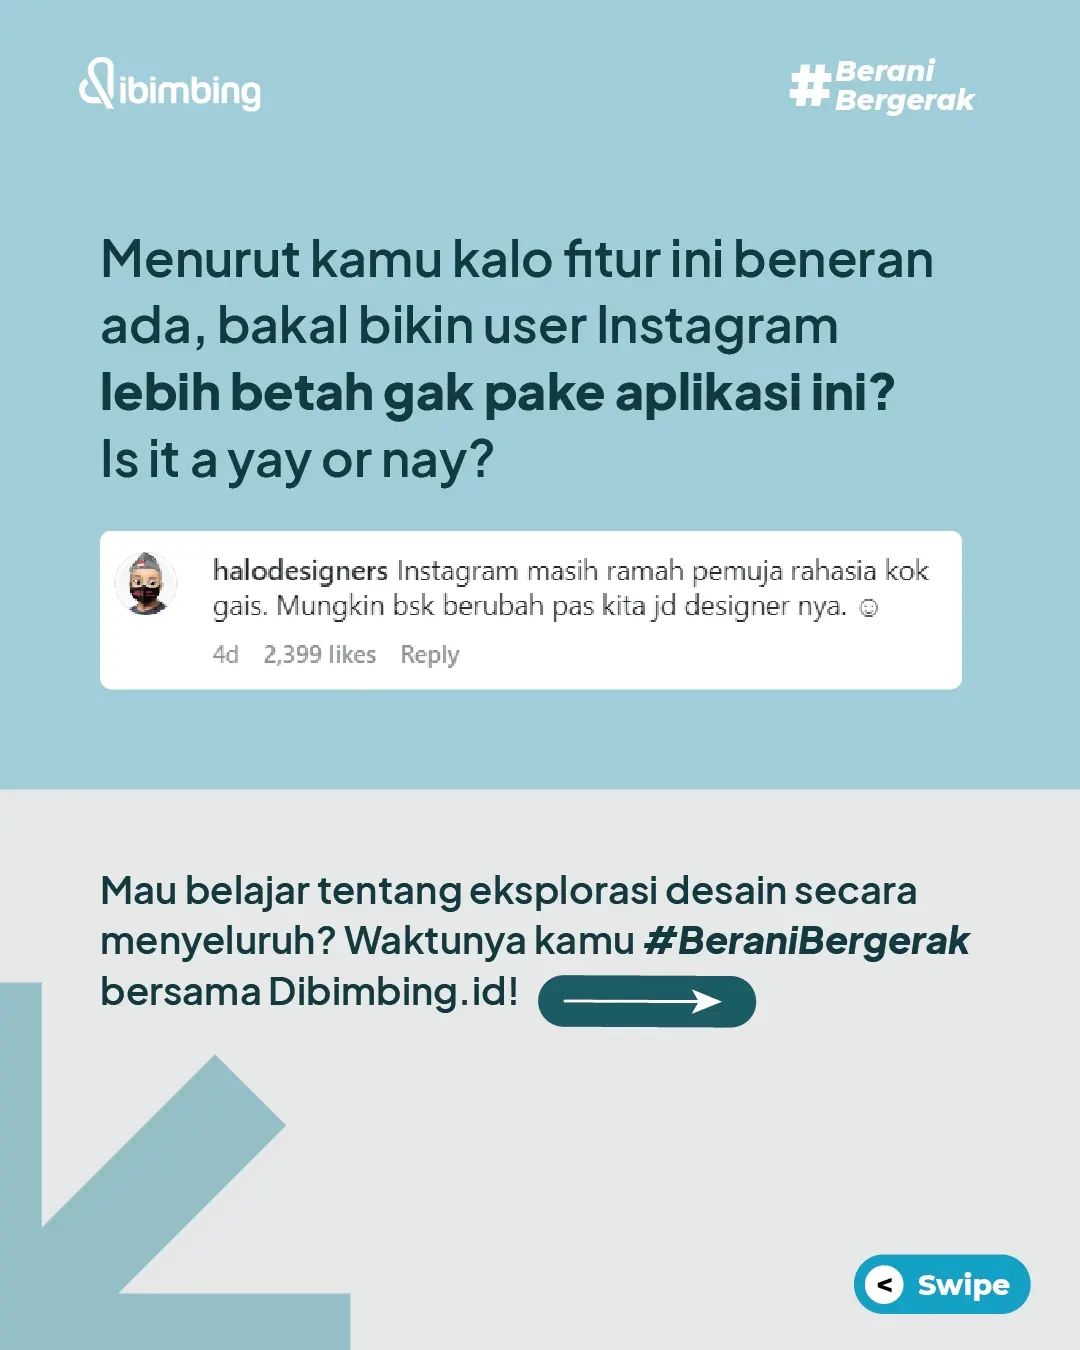 dibimbing
#Berani
Bergerak
Menurut kamu kalo fitur ini beneran
ada, bakal bikin user Instagram
lebih betah gak pake aplikasi ini?
Is it a yay or nay?
halodesigners Instagram masih ramah pemuja rahasia kok
gais. Mungkin bsk berubah pas kita jd designer nya. ☺
4d 2,399 likes Reply
Mau belajar tentang eksplorasi desain secara
menyeluruh? Waktunya kamu #BeraniBergerak
bersama Dibimbing.id!
< Swipe